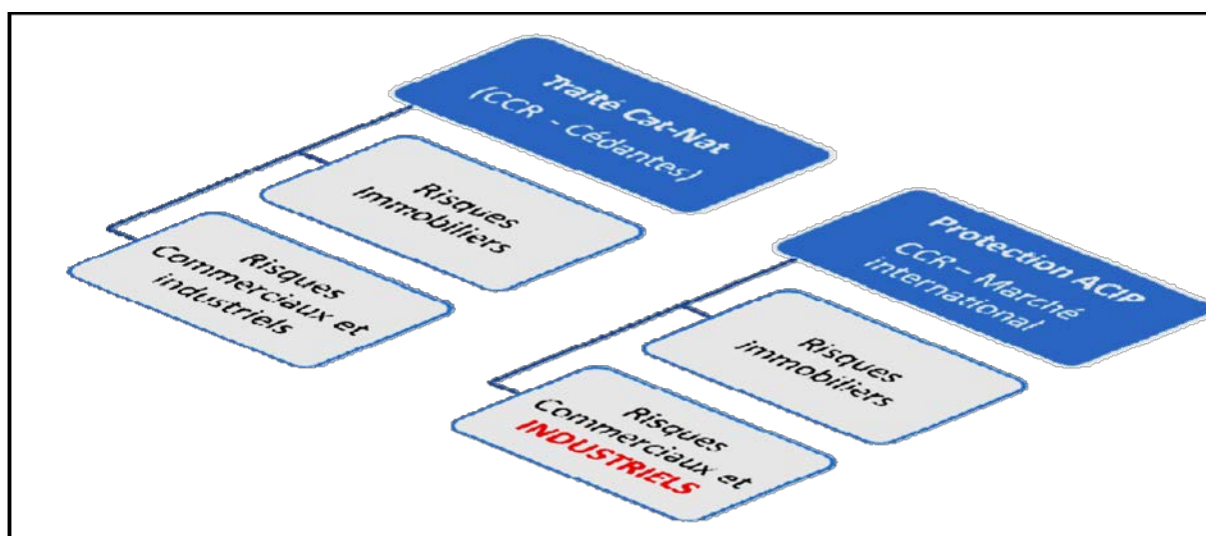 Traité Cat-Nat
(CCR - Cédantes)
Risques
Immobiliers
Risques
Commerciaux et
industriels
Protection ACIP
CCR – Marché
international
Risques
immobiliers
Risques
Commerciaux et
INDUSTRIELS